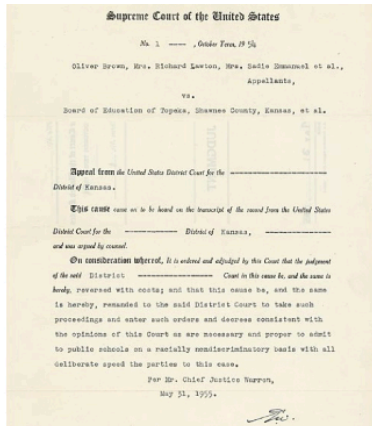 Supreme Court of the United States
No. 1 ----, October Term, 19 54
Oliver Brown, Mrs. Richard Lawton, Mrs. Sadie Emmanuel et al.,
Appellants,
vs.
Board of Education of Topeka, Shawnee County, Kansas, et al.
Appeal from the United States District Court for the
District of Kansas.
This cause came on to be heard on the transcript of the record from the United States
District Court for the District of Kansas,
and was argued by counsel.
On consideration whereof, It is ordered and adjudged by this Court that the judgment
of the said District Court in this cause be, and the same is
hereby, reversed with costs; and that this cause be, and the same
is hereby, remanded to the said District Court to take such
proceedings and enter such orders and decrees consistent with
the opinions of this Court as are necessary and proper to admit
to public schools on a racially nondiscriminatory basis with all
deliberate speed the parties to this case.
Per Mr. Chief Justice Warren,
May 31, 1955.